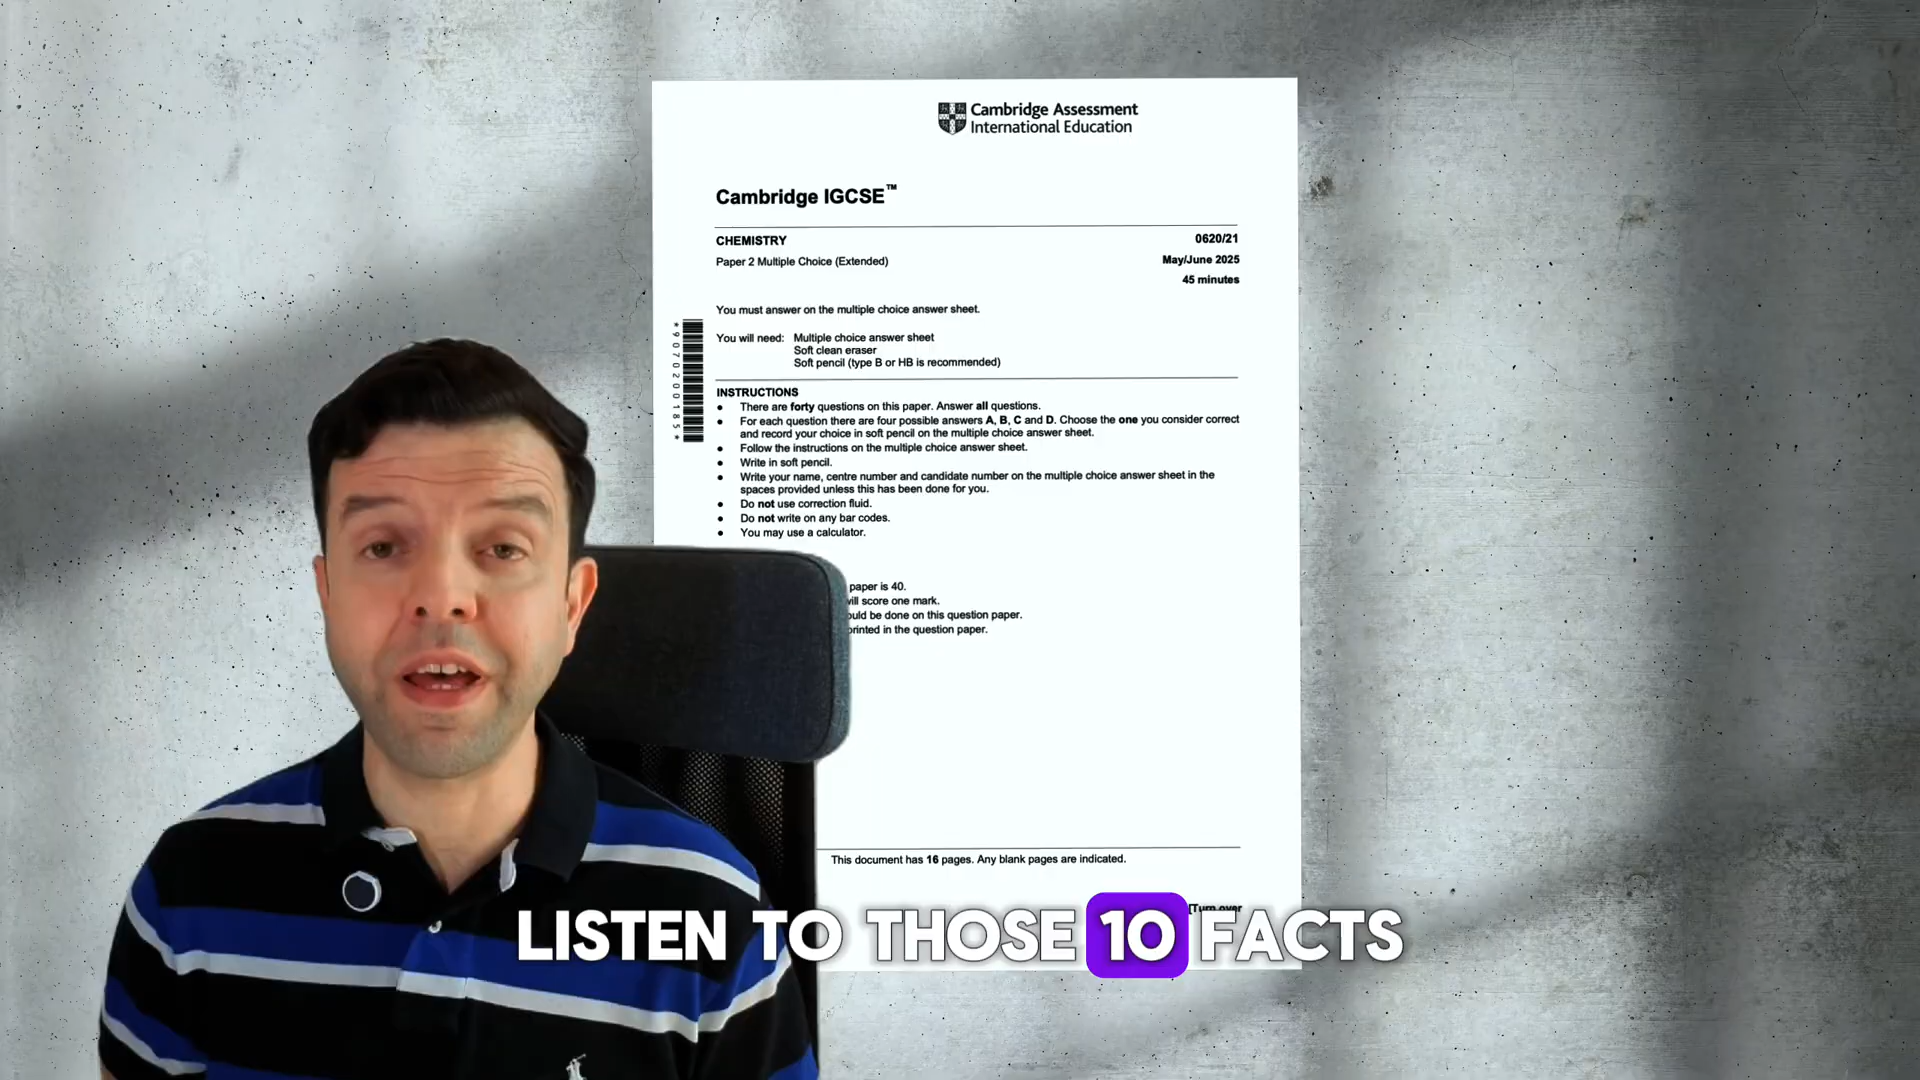 Cambridge Assessment
International Education
Cambridge IGCSE™
CHEMISTRY 0620/21
Paper 2 Multiple Choice (Extended) May/June 2025
45 minutes
You must answer on the multiple choice answer sheet.
You will need: Multiple choice answer sheet
Soft clean eraser
Soft pencil (type B or HB is recommended)
*9070200185*
INSTRUCTIONS
● There are forty questions on this paper. Answer all questions.
● For each question there are four possible answers A, B, C and D. Choose the one you consider correct
and record your choice in soft pencil on the multiple choice answer sheet.
● Follow the instructions on the multiple choice answer sheet.
● Write in soft pencil.
● Write your name, centre number and candidate number on the multiple choice answer sheet in the
spaces provided unless this has been done for you.
● Do not use correction fluid.
● Do not write on any bar codes.
● You may use a calculator.
paper is 40.
will score one mark.
ould be done on this question paper.
printed in the question paper.
This document has 16 pages. Any blank pages are indicated.
[Turn over
LISTEN TO THOSE 10 FACTS